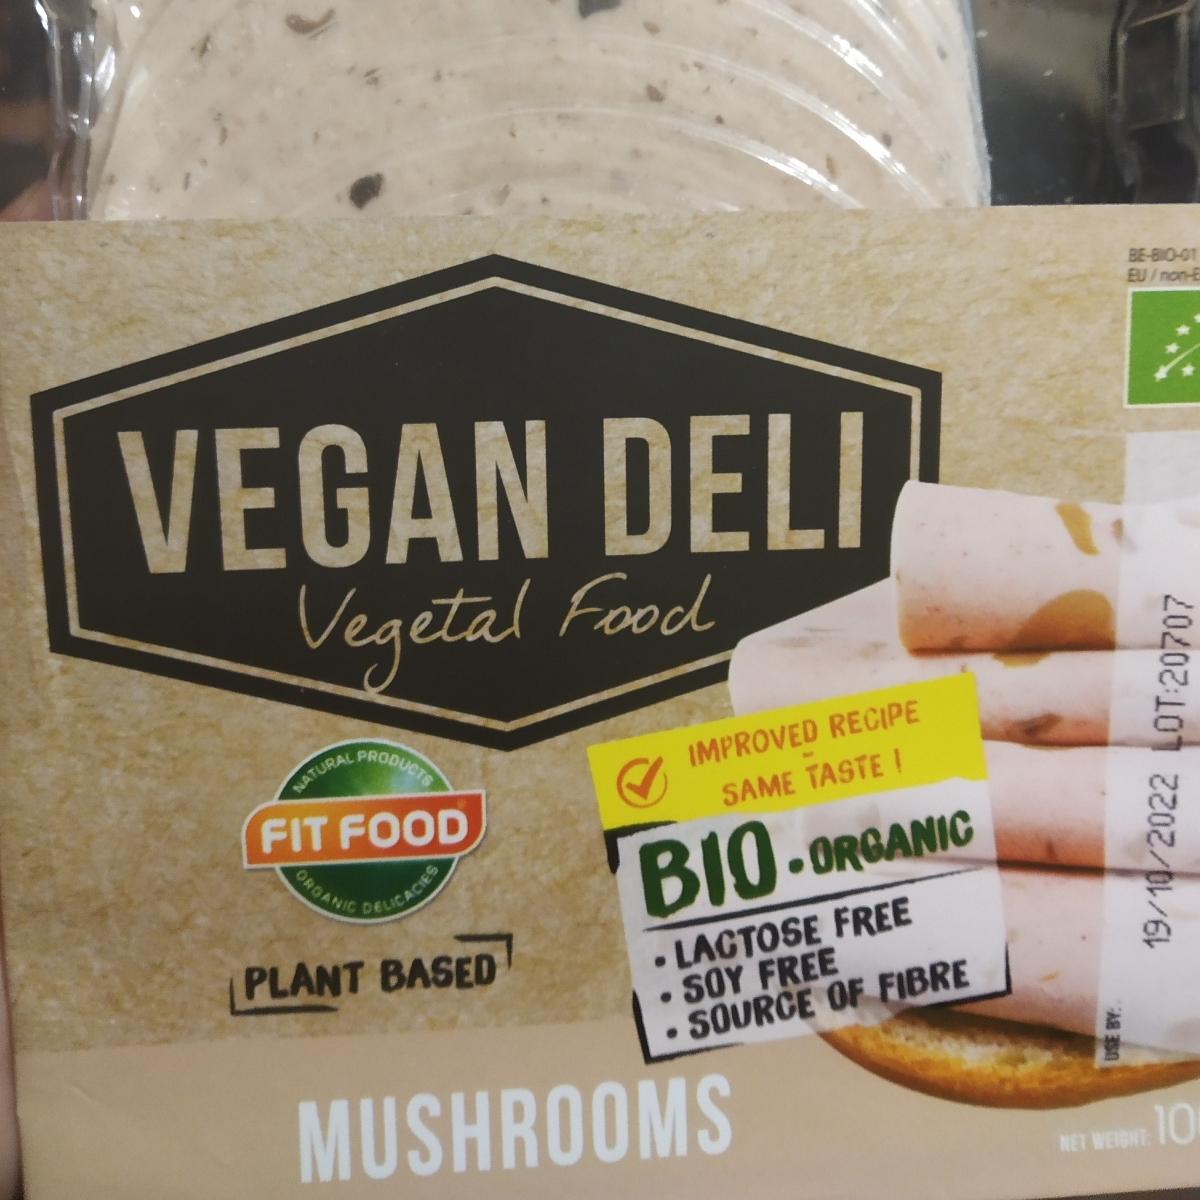 BE-BIO-01
EU / non-E
VEGAN DELI
Vegetal Food
NATURAL PRODUCTS
FIT FOOD®
ORGANIC DELICACIES
PLANT BASED
IMPROVED RECIPE
-
SAME TASTE !
BIO • ORGANIC
• LACTOSE FREE
• SOY FREE
• SOURCE OF FIBRE
USE BY:
19/10/2022 LOT:20707
MUSHROOMS
NET WEIGHT: 10